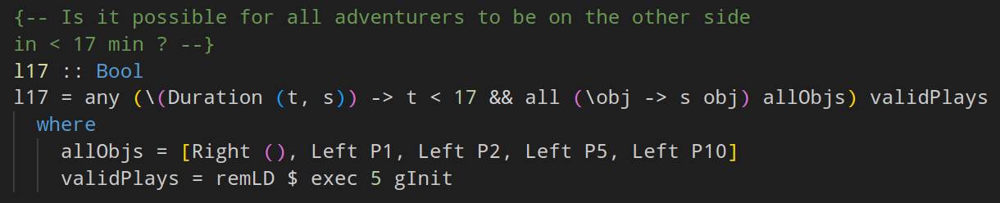 {-- Is it possible for all adventurers to be on the other side
in < 17 min ? --}
l17 :: Bool
l17 = any (\(Duration (t, s)) -> t < 17 && all (\obj -> s obj) allObjs) validPlays
  where
    allObjs = [Right (), Left P1, Left P2, Left P5, Left P10]
    validPlays = remLD $ exec 5 gInit